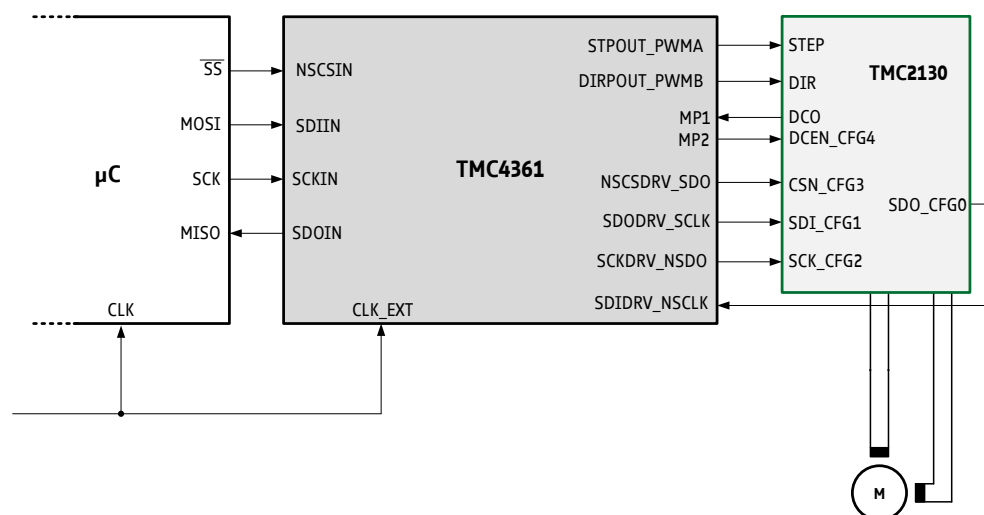 STPOUT_PWMA
STEP
TMC2130
SS
NSCSIN
DIRPOUT_PWMB
DIR
MP1
DCO
MOSI
SDIIN
MP2
DCEN_CFG4
µC
TMC4361
SCK
SCKIN
NSCSDRV_SDO
CSN_CFG3
SDO_CFG0
SDODRV_SCLK
SDI_CFG1
MISO
SDOIN
SCKDRV_NSDO
SCK_CFG2
SDIDRV_NSCLK
CLK
CLK_EXT
M